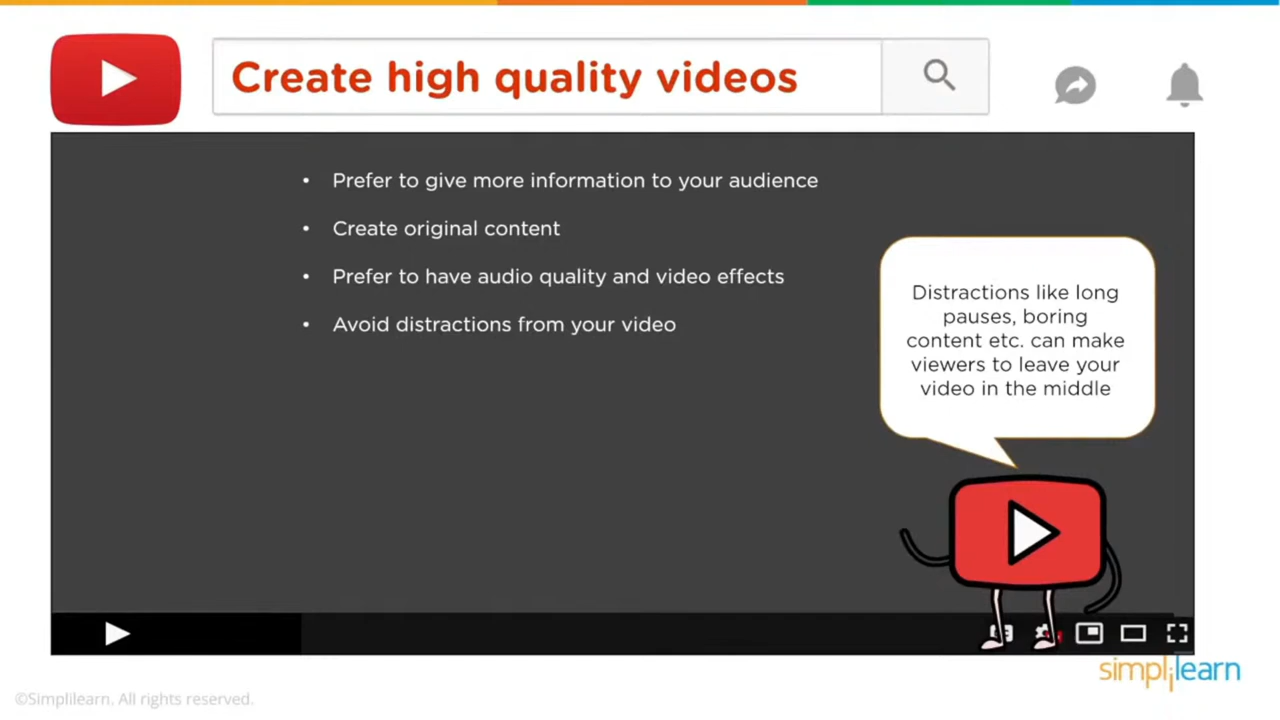 Create high quality videos
• Prefer to give more information to your audience
• Create original content
• Prefer to have audio quality and video effects
• Avoid distractions from your video
Distractions like long
pauses, boring
content etc. can make
viewers to leave your
video in the middle
simplilearn
©Simplilearn. All rights reserved.